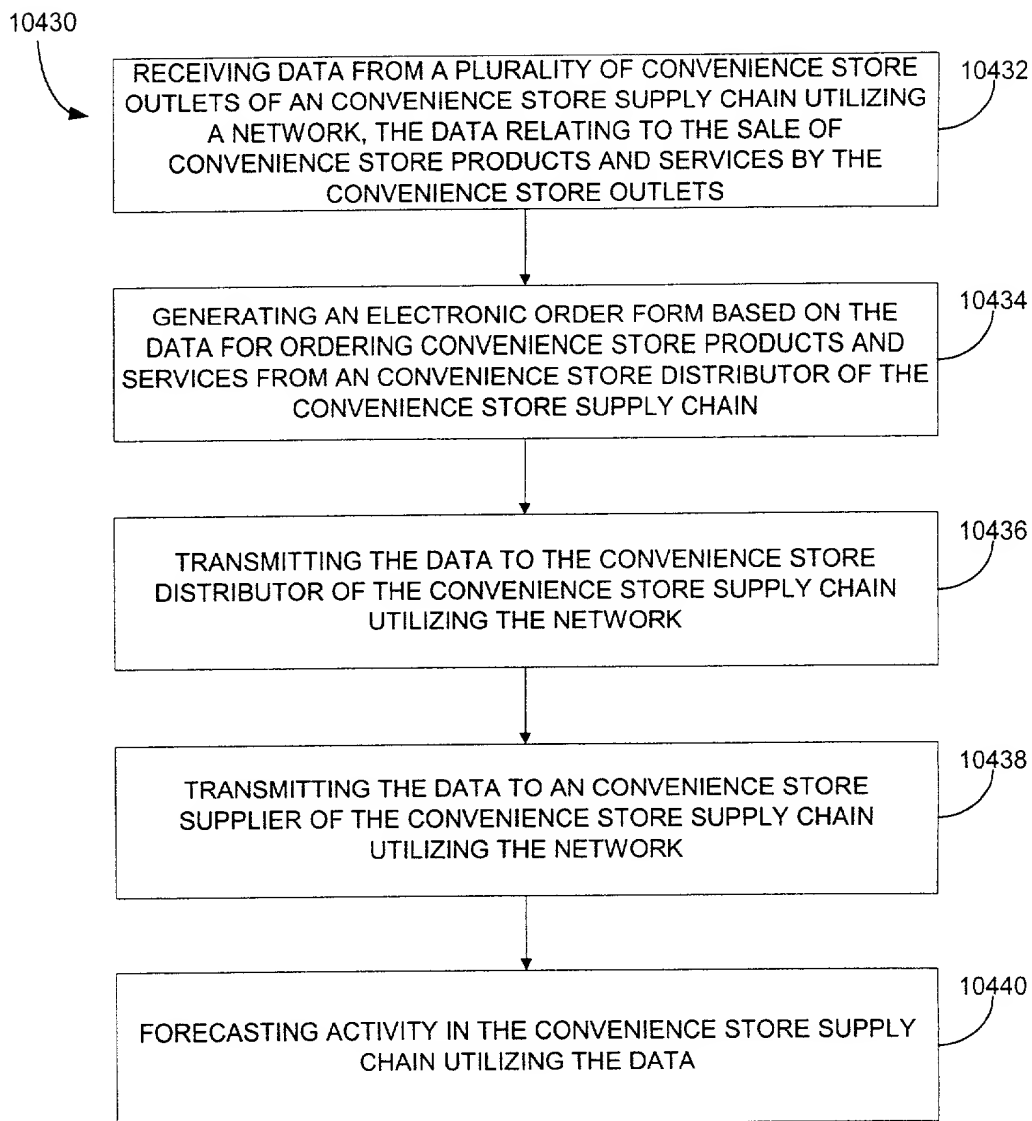 10430
RECEIVING DATA FROM A PLURALITY OF CONVENIENCE STORE
OUTLETS OF AN CONVENIENCE STORE SUPPLY CHAIN UTILIZING
A NETWORK, THE DATA RELATING TO THE SALE OF
CONVENIENCE STORE PRODUCTS AND SERVICES BY THE
CONVENIENCE STORE OUTLETS
10432
GENERATING AN ELECTRONIC ORDER FORM BASED ON THE
DATA FOR ORDERING CONVENIENCE STORE PRODUCTS AND
SERVICES FROM AN CONVENIENCE STORE DISTRIBUTOR OF THE
CONVENIENCE STORE SUPPLY CHAIN
10434
TRANSMITTING THE DATA TO THE CONVENIENCE STORE
DISTRIBUTOR OF THE CONVENIENCE STORE SUPPLY CHAIN
UTILIZING THE NETWORK
10436
TRANSMITTING THE DATA TO AN CONVENIENCE STORE
SUPPLIER OF THE CONVENIENCE STORE SUPPLY CHAIN
UTILIZING THE NETWORK
10438
FORECASTING ACTIVITY IN THE CONVENIENCE STORE SUPPLY
CHAIN UTILIZING THE DATA
10440